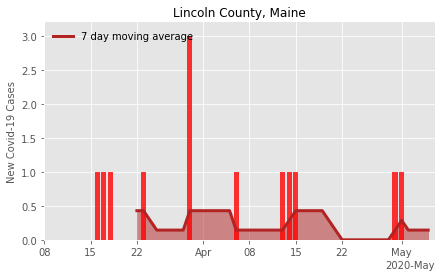 Lincoln County, Maine
7 day moving average
New Covid-19 Cases
3.0
2.5
2.0
1.5
1.0
0.5
0.0
08 15 22 Apr 08 15 22 May
2020-May